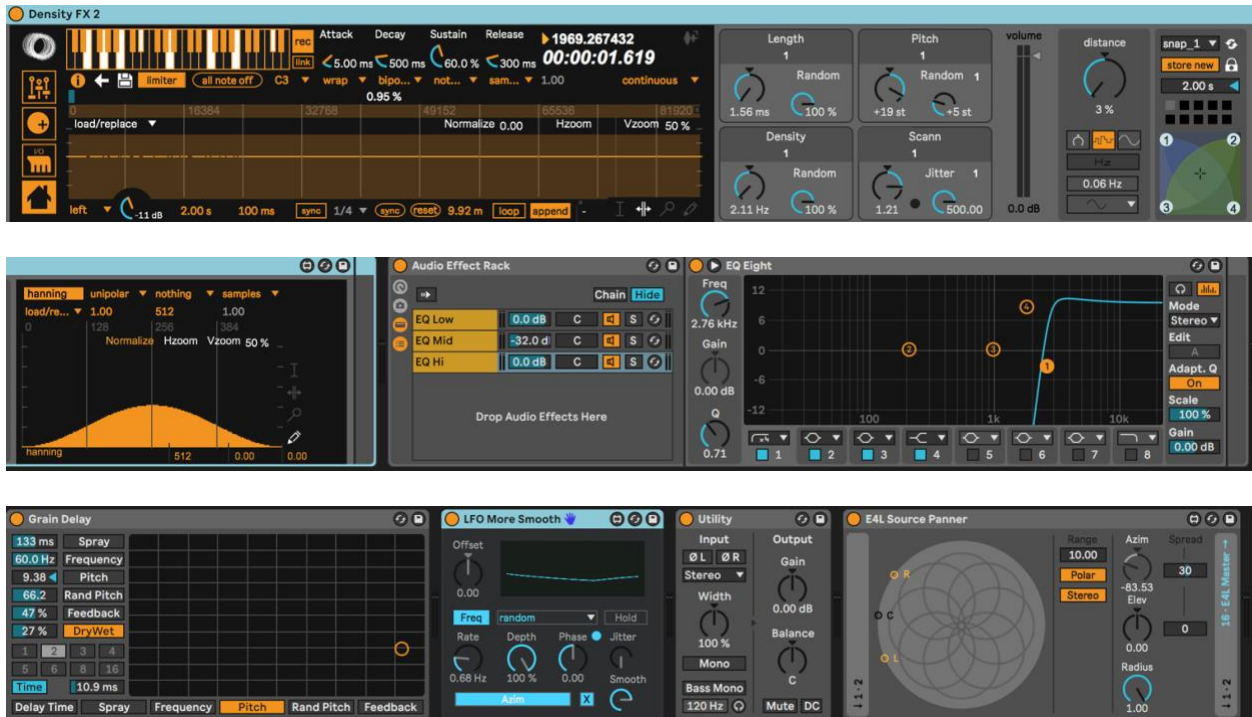 Density FX 2
rec Attack Decay Sustain Release 1969.267432
link 5.00 ms 500 ms 60.0 % 300 ms 00:00:01.619
i limiter all note off C3 wrap bipo... not... sam... 1.00 continuous
0.95 %
0 16384 32768 49152 65536 81920
load/replace Normalize 0.00 Hzoom Vzoom 50 %
I/O
left -11 dB 2.00 s 100 ms sync 1/4 sync reset 9.92 m loop append -
Length
1
Random
1.56 ms 100 %
Pitch
1
Random 1
+19 st +5 st
Density
1
Random
2.11 Hz 100 %
Scann
1
Jitter 1
1.21 500.00
volume
0.0 dB
distance
3 %
Hz
0.06 Hz
snap_1
store new
2.00 s
1 2
3 4
hanning unipolar nothing samples
load/re... 1.00 512 1.00
0 128 256 384
Normalize Hzoom Vzoom 50 %
hanning 512 0.00 0.00
Audio Effect Rack
Chain Hide
EQ Low 0.0 dB C S
EQ Mid -32.0 d C S
EQ Hi 0.0 dB C S
Drop Audio Effects Here
EQ Eight
Freq
2.76 kHz
Gain
0.00 dB
Q
0.71
12
6
0
-6
-12
100 1k 10k
1 2 3 4
1 2 3 4 5 6 7 8
Mode
Stereo
Edit
A
Adapt. Q
On
Scale
100 %
Gain
0.00 dB
Grain Delay
133 ms Spray
60.0 Hz Frequency
9.38 Pitch
66.2 Rand Pitch
47 % Feedback
27 % DryWet
1 2 3 4
5 6 8 16
Time 10.9 ms
Delay Time Spray Frequency Pitch Rand Pitch Feedback
LFO More Smooth
Offset
0.00
Freq random Hold
Rate Depth Phase Jitter
0.68 Hz 100 % 0.00 Smooth
Azim X
Utility
Input
Ø L Ø R
Stereo
Width
100 %
Mono
Bass Mono
120 Hz
Output
Gain
0.00 dB
Balance
C
Mute DC
E4L Source Panner
1-2
R
C
L
Range
10.00
Polar
Stereo
Azim
-83.53
Elev
0.00
Radius
1.00
Spread
30
0
16 - E4L Master
1-2